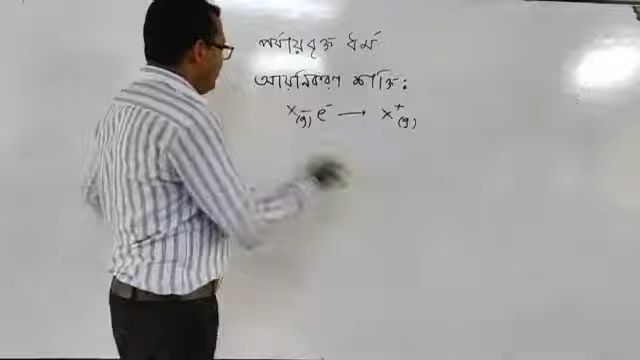 পর্যায়বৃত্ত ধর্ম
আয়নিকরণ শক্তি:
X(g) - e⁻ → X⁺(g)